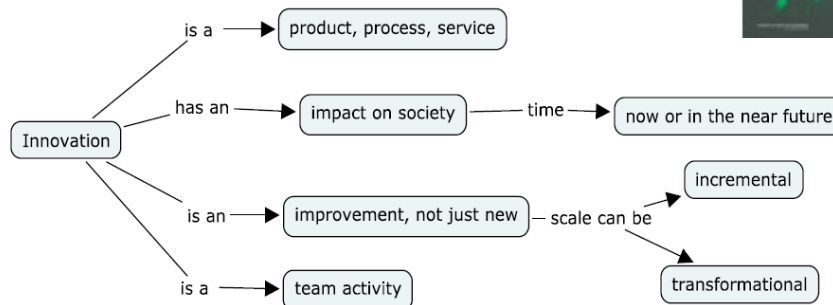 is a
product, process, service
has an
impact on society
time
now or in the near future
Innovation
incremental
is an
improvement, not just new
scale can be
is a
team activity
transformational